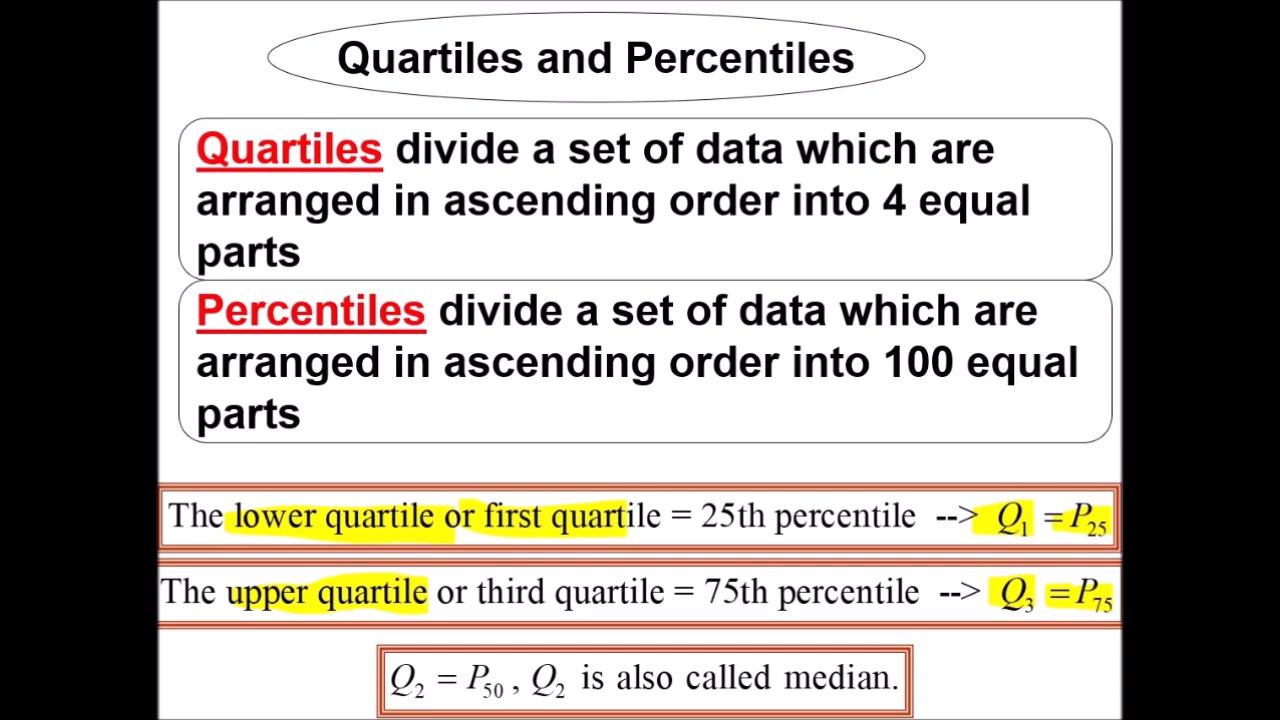 Quartiles and Percentiles
Quartiles divide a set of data which are
arranged in ascending order into 4 equal
parts
Percentiles divide a set of data which are
arranged in ascending order into 100 equal
parts
The lower quartile or first quartile = 25th percentile --> Q₁ = P₂₅
The upper quartile or third quartile = 75th percentile --> Q₃ = P₇₅
Q₂ = P₅₀ , Q₂ is also called median.